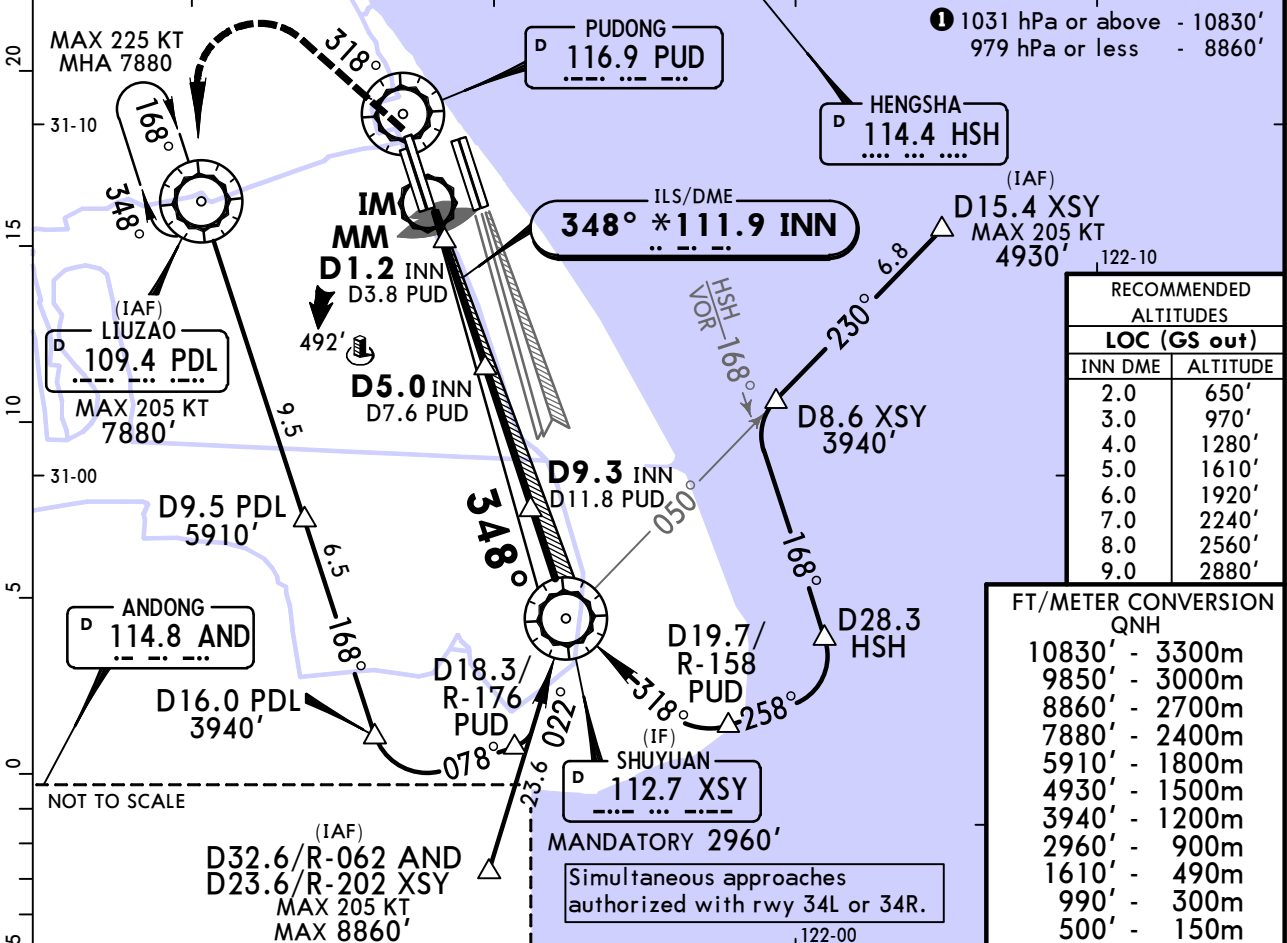 20
15
10
5
0
5
31-10
31-00
122-10
122-00
❶ 1031 hPa or above - 10830'
979 hPa or less - 8860'
MAX 225 KT
MHA 7880
318°
PUDONG
D 116.9 PUD
HENGSHA
D 114.4 HSH
168°
348°
IM
MM
ILS/DME
348° *111.9 INN
(IAF)
D15.4 XSY
MAX 205 KT
4930'
6.8
230°
D1.2 INN
D3.8 PUD
492'
D5.0 INN
D7.6 PUD
HSH
VOR
168°
(IAF)
LIUZAO
D 109.4 PDL
MAX 205 KT
7880'
9.5
D8.6 XSY
3940'
D9.3 INN
D11.8 PUD
050°
348°
D9.5 PDL
5910'
6.5
168°
168°
D28.3
HSH
ANDONG
D 114.8 AND
D16.0 PDL
3940'
D18.3/
R-176
PUD
D19.7/
R-158
PUD
318°
258°
078°
022°
23.6
(IF)
SHUYUAN
D 112.7 XSY
MANDATORY 2960'
NOT TO SCALE
(IAF)
D32.6/R-062 AND
D23.6/R-202 XSY
MAX 205 KT
MAX 8860'
Simultaneous approaches
authorized with rwy 34L or 34R.
RECOMMENDED
ALTITUDES
LOC (GS out)
INN DME ALTITUDE
2.0 650'
3.0 970'
4.0 1280'
5.0 1610'
6.0 1920'
7.0 2240'
8.0 2560'
9.0 2880'
FT/METER CONVERSION
QNH
10830' - 3300m
9850' - 3000m
8860' - 2700m
7880' - 2400m
5910' - 1800m
4930' - 1500m
3940' - 1200m
2960' - 900m
1610' - 490m
990' - 300m
500' - 150m